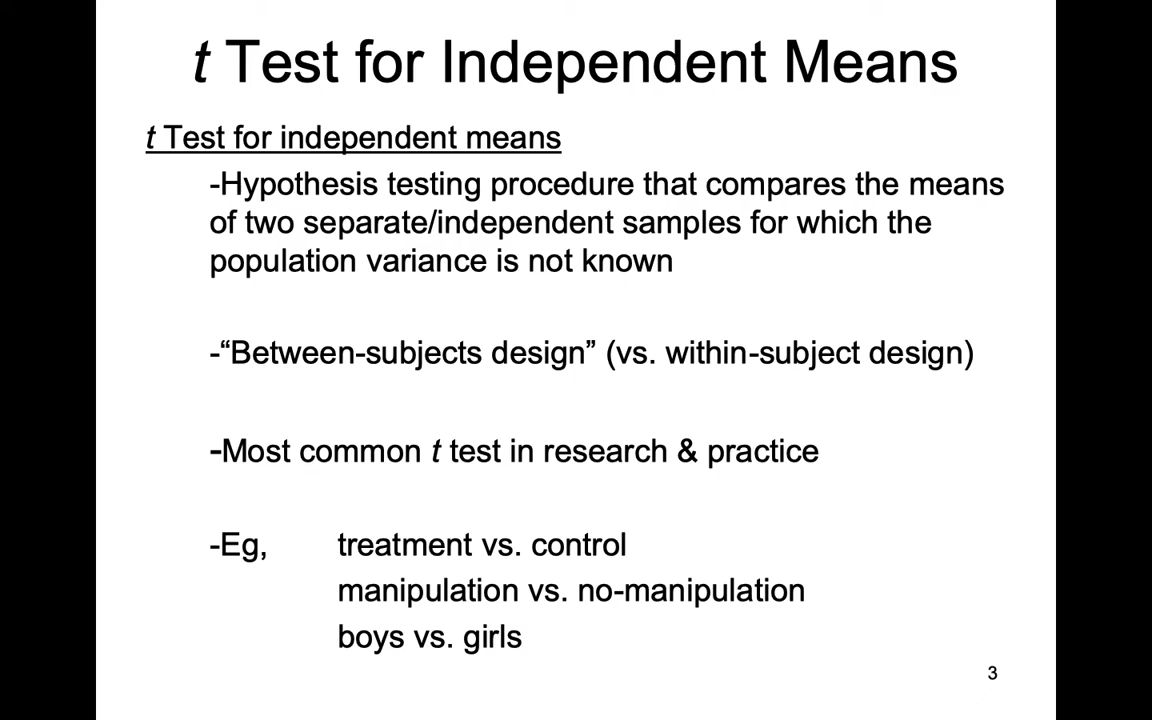 t Test for Independent Means
t Test for independent means
-Hypothesis testing procedure that compares the means
of two separate/independent samples for which the
population variance is not known
-“Between-subjects design” (vs. within-subject design)
-Most common t test in research & practice
-Eg, treatment vs. control
manipulation vs. no-manipulation
boys vs. girls
3